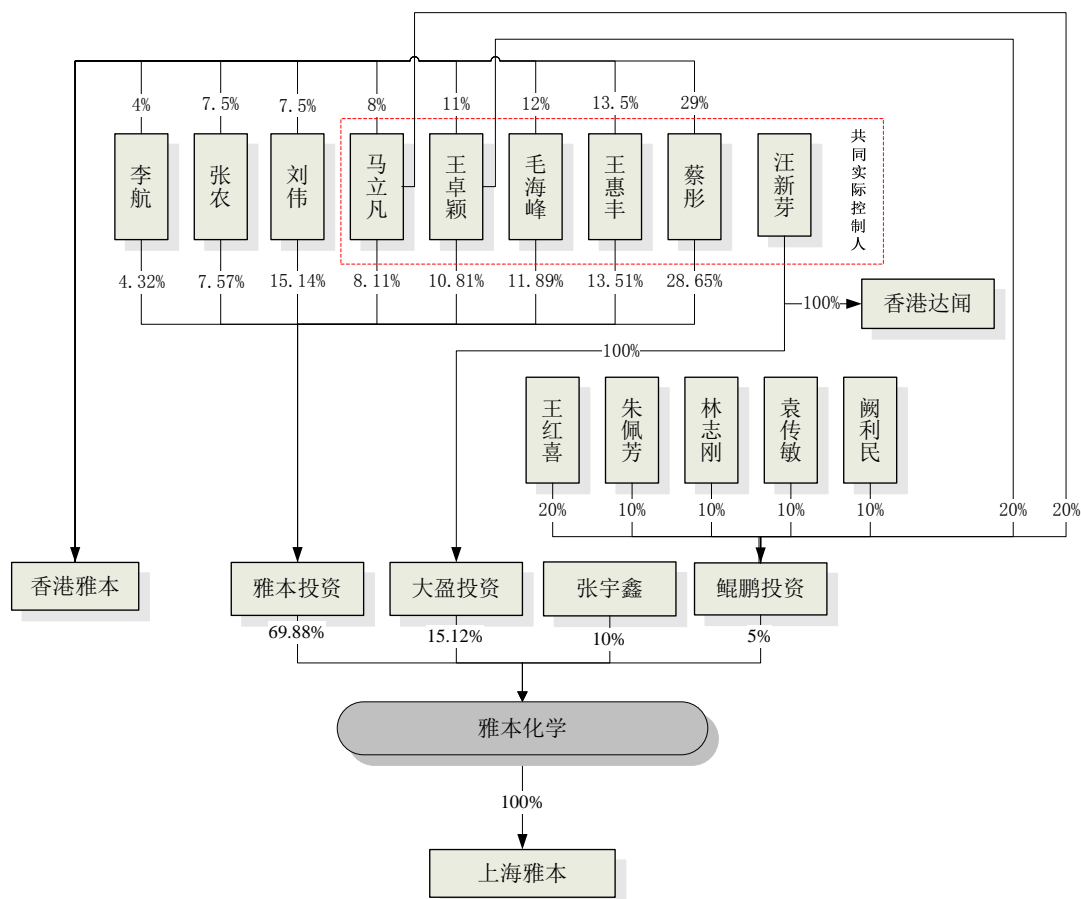 4%
7.5%
7.5%
8%
11%
12%
13.5%
29%
李航
张农
刘伟
马立凡
王卓颖
毛海峰
王惠丰
蔡彤
汪新芽
共同实际控制人
4.32%
7.57%
15.14%
8.11%
10.81%
11.89%
13.51%
28.65%
100%
香港达闻
100%
王红喜
朱佩芳
林志刚
袁传敏
阙利民
20%
10%
10%
10%
10%
20%
20%
香港雅本
雅本投资
大盈投资
张宇鑫
鲲鹏投资
69.88%
15.12%
10%
5%
雅本化学
100%
上海雅本